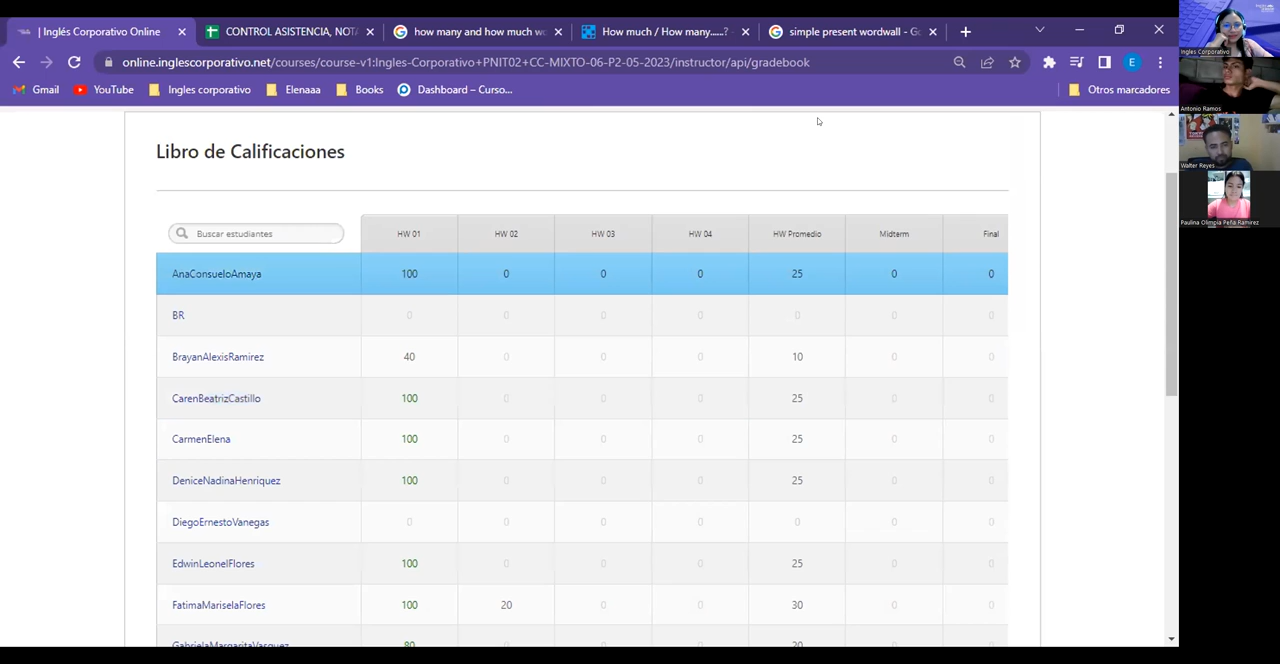 | Inglés Corporativo Online
CONTROL ASISTENCIA, NOTA
how many and how much wo
How much / How many.....? -
simple present wordwall - Go
online.inglescorporativo.net/courses/course-v1:Ingles-Corporativo+PNIT02+CC-MIXTO-06-P2-05-2023/instructor/api/gradebook
E
Gmail YouTube Ingles corporativo Elenaaa Books Dashboard – Curso... Otros marcadores
Libro de Calificaciones
Buscar estudiantes HW 01 HW 02 HW 03 HW 04 HW Promedio Midterm Final
AnaConsueloAmaya 100 0 0 0 25 0 0
BR 0 0 0 0 0 0 0
BrayanAlexisRamirez 40 0 0 0 10 0 0
CarenBeatrizCastillo 100 0 0 0 25 0 0
CarmenElena 100 0 0 0 25 0 0
DeniceNadinaHenriquez 100 0 0 0 25 0 0
DiegoErnestoVanegas 0 0 0 0 0 0 0
EdwinLeonelFlores 100 0 0 0 25 0 0
FatimaMariselaFlores 100 20 0 0 30 0 0
GabrielaMargaritaVasquez 80 20
Ingles Corporativo
Antonio Ramos
Walter Reyes
Paulina Olimpia Peña Ramirez